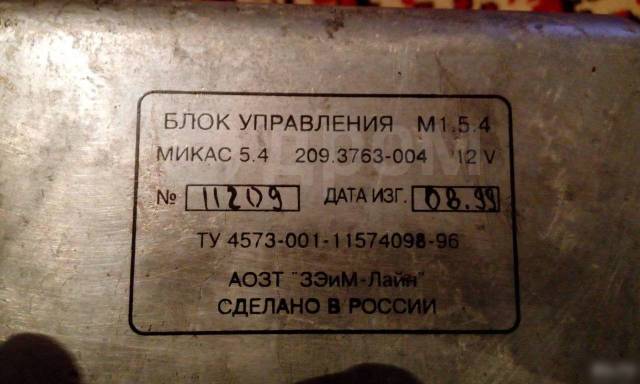 БЛОК УПРАВЛЕНИЯ М1.5.4
МИКАС 5.4 209.3763-004 12 V
№ 11209 ДАТА ИЗГ. 08.99
ТУ 4573-001-11574098-96
АОЗТ "ЗЭиМ-Лайн"
СДЕЛАНО В РОССИИ